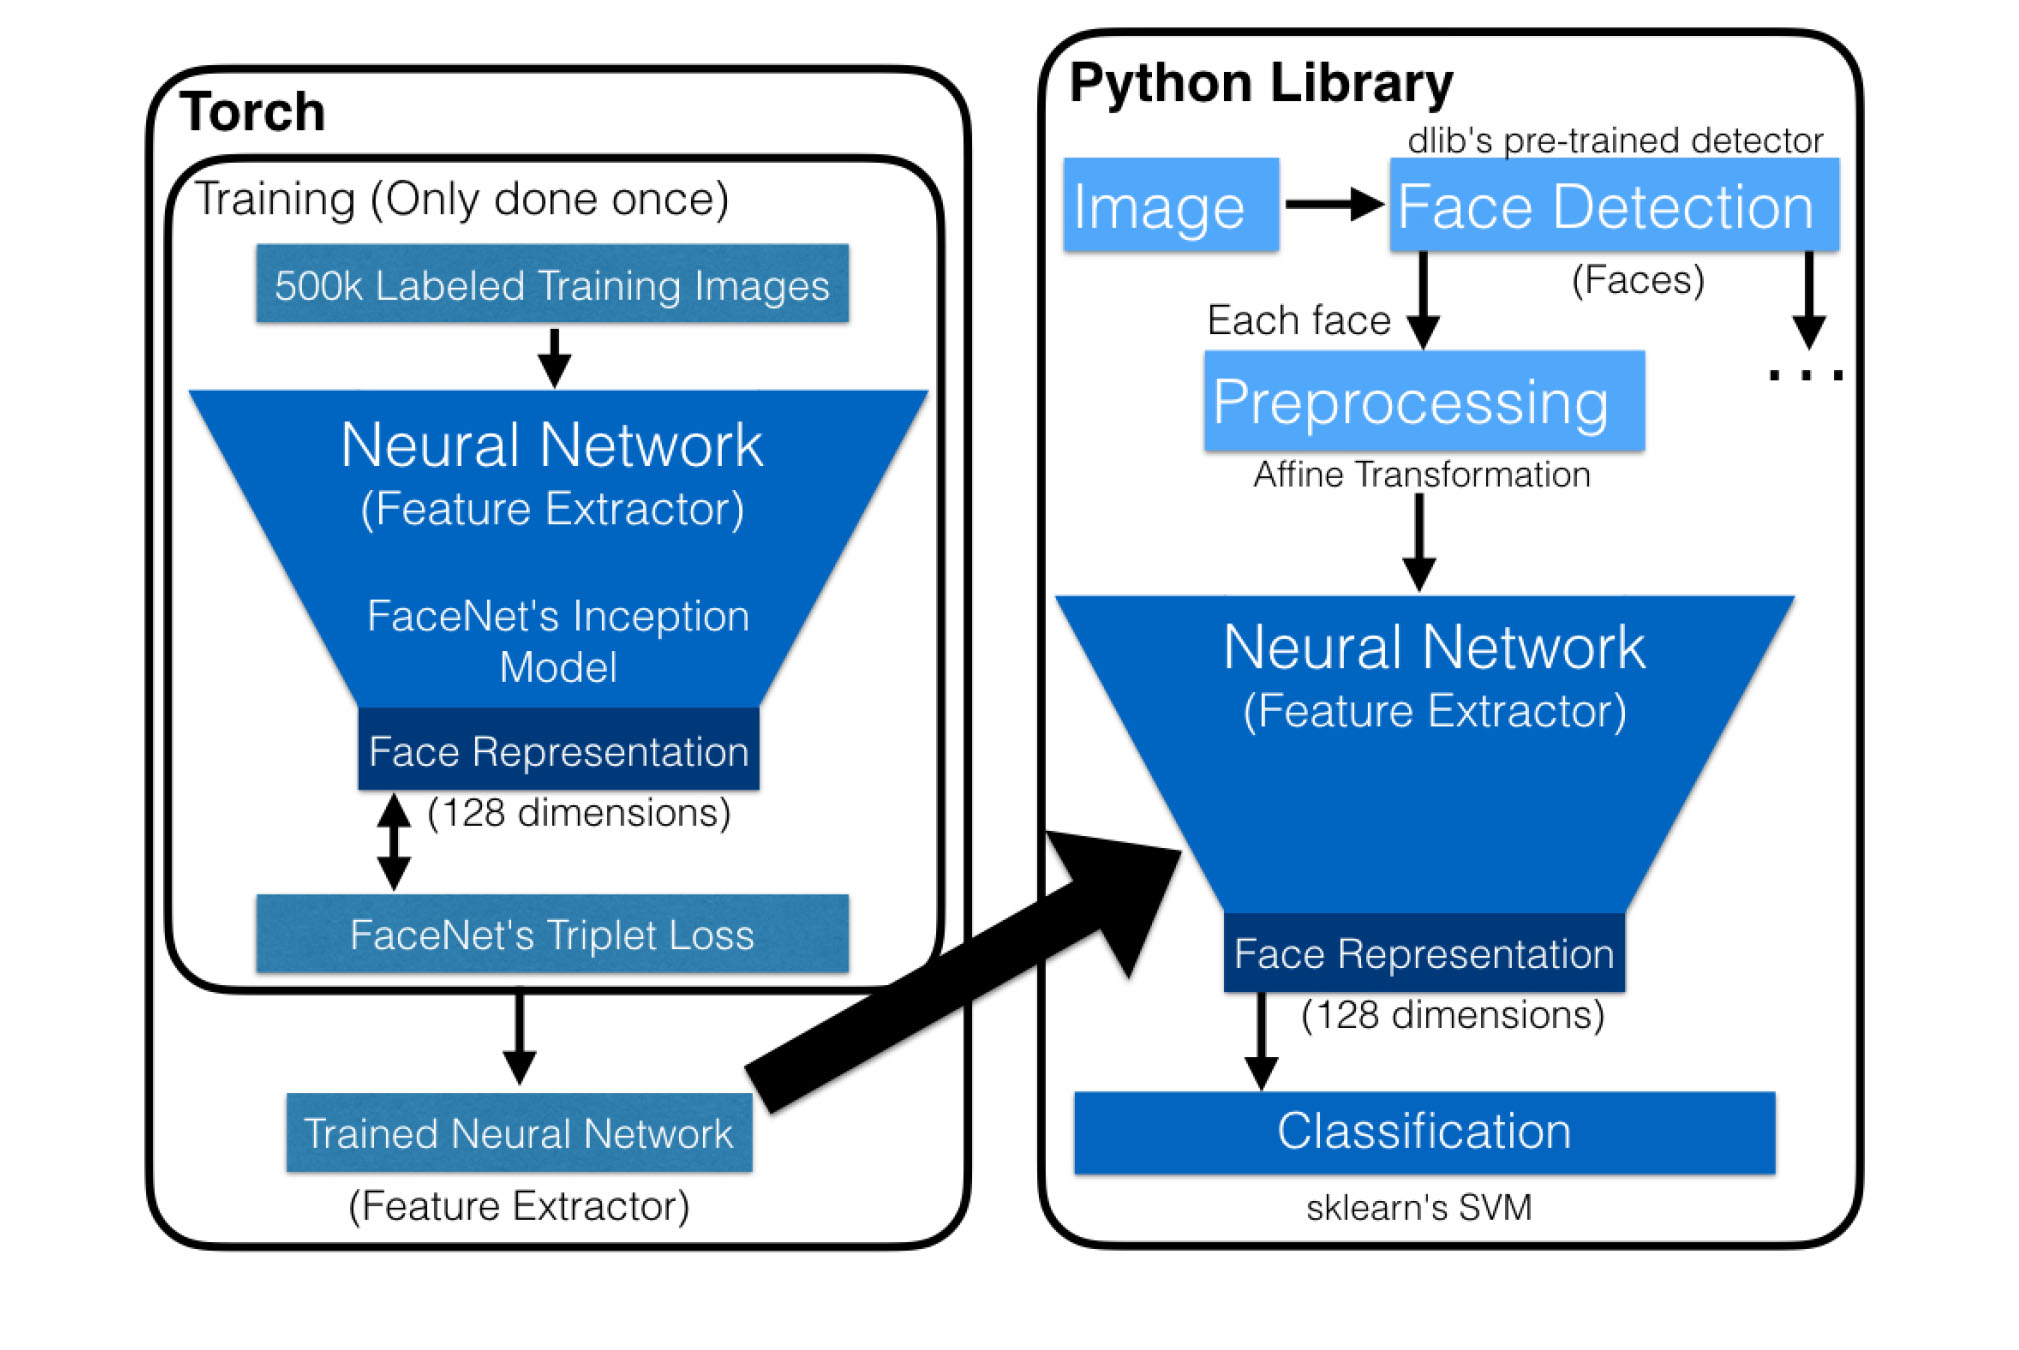 Torch
Training (Only done once)
500k Labeled Training Images
Neural Network
(Feature Extractor)
FaceNet's Inception
Model
Face Representation
(128 dimensions)
FaceNet's Triplet Loss
Trained Neural Network
(Feature Extractor)
Python Library
dlib's pre-trained detector
Image
Face Detection
(Faces)
Each face
...
Preprocessing
Affine Transformation
Neural Network
(Feature Extractor)
Face Representation
(128 dimensions)
Classification
sklearn's SVM